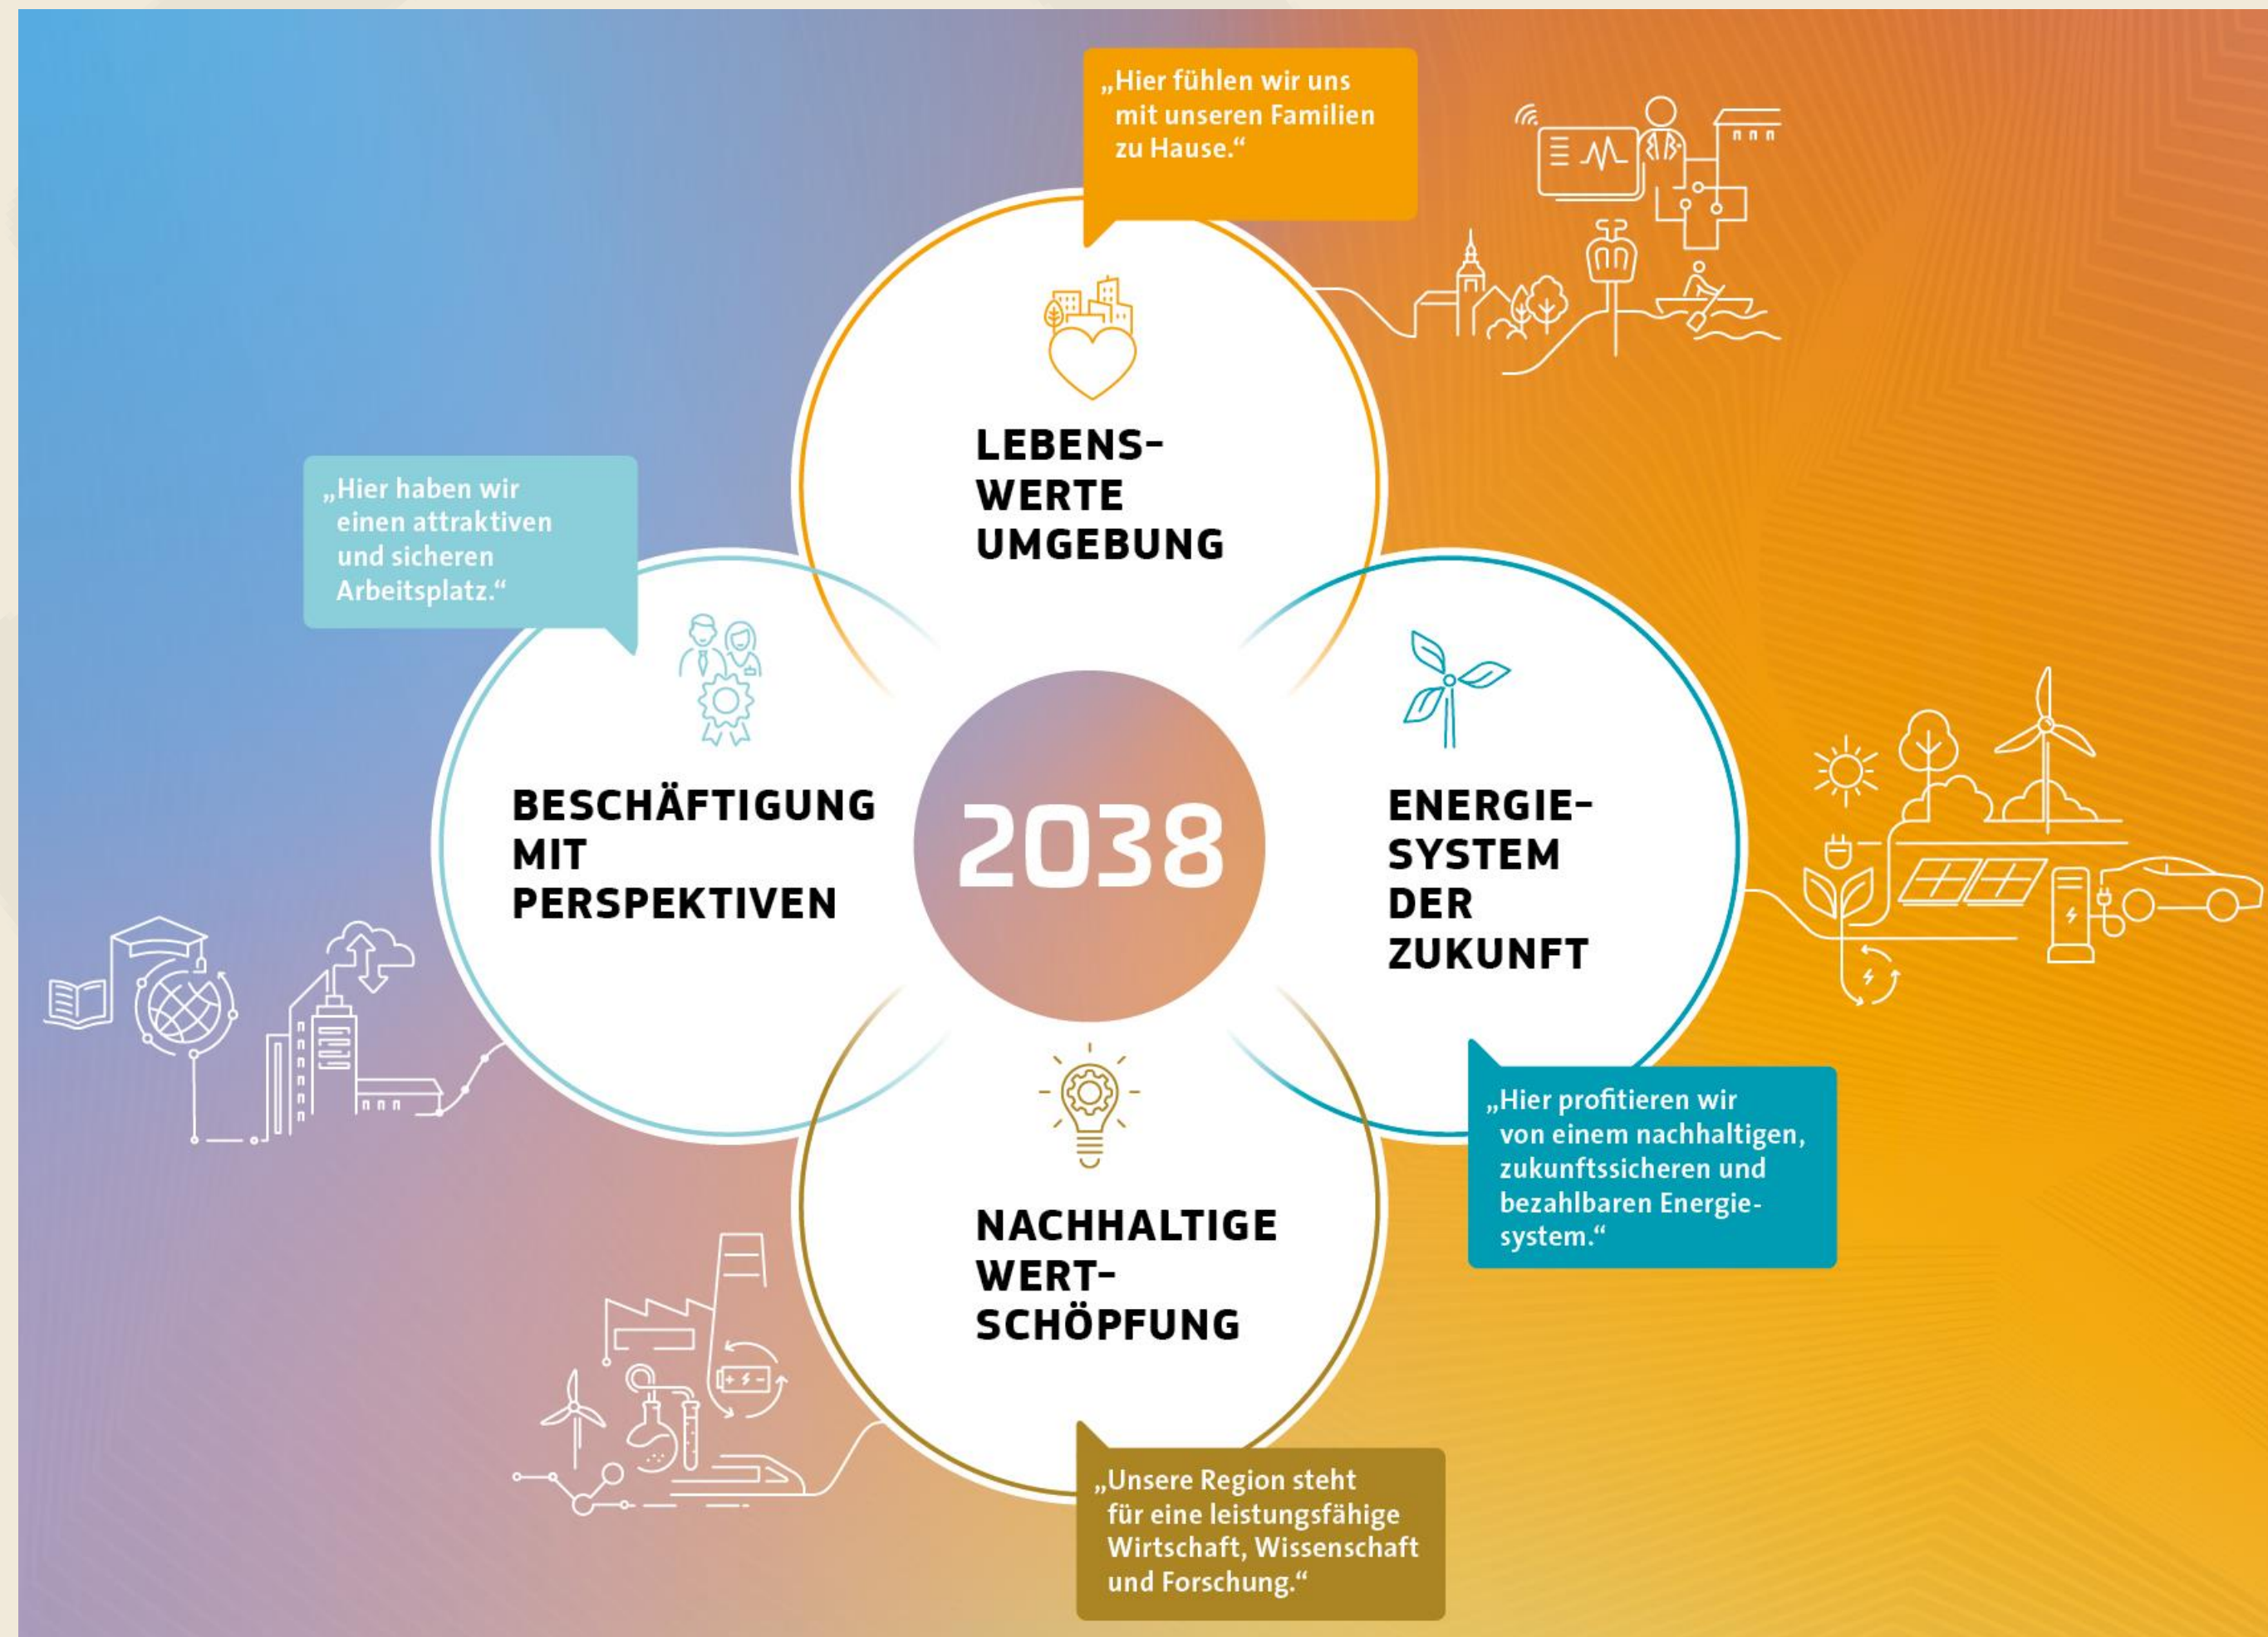 „Hier fühlen wir uns
mit unseren Familien
zu Hause.“
LEBENS-
WERTE
UMGEBUNG
„Hier haben wir
einen attraktiven
und sicheren
Arbeitsplatz.“
BESCHÄFTIGUNG
MIT
PERSPEKTIVEN
2038
ENERGIE-
SYSTEM
DER
ZUKUNFT
„Hier profitieren wir
von einem nachhaltigen,
zukunftssicheren und
bezahlbaren Energie-
system.“
NACHHALTIGE
WERT-
SCHÖPFUNG
„Unsere Region steht
für eine leistungsfähige
Wirtschaft, Wissenschaft
und Forschung.“